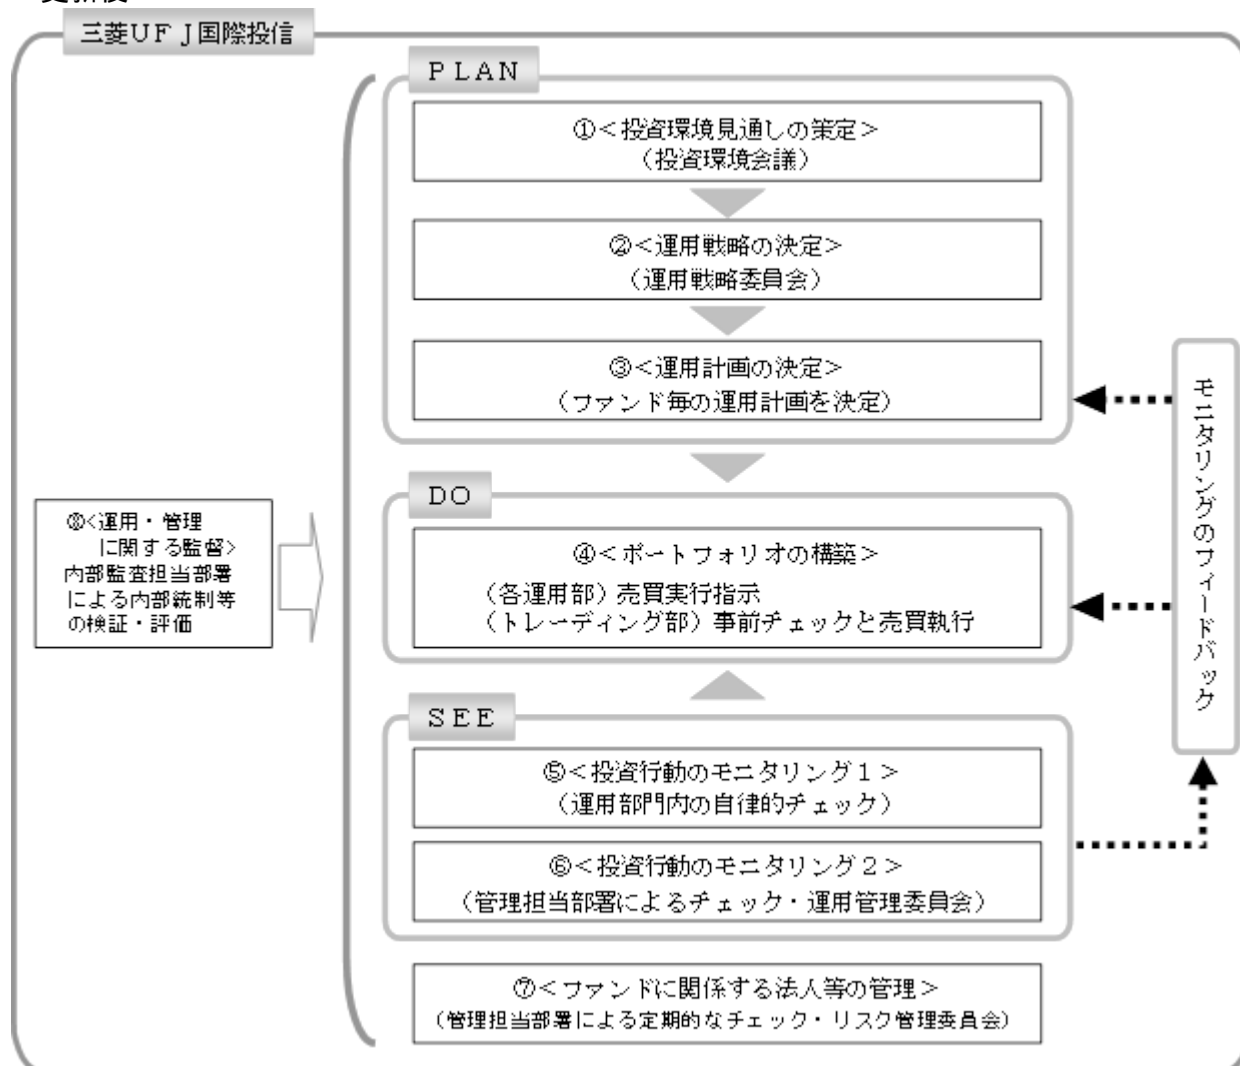 三菱ＵＦＪ国際投信
ＰＬＡＮ
①＜投資環境見通しの策定＞
（投資環境会議）
②＜運用戦略の決定＞
（運用戦略委員会）
③＜運用計画の決定＞
（ファンド毎の運用計画を決定）
ＤＯ
④＜ポートフォリオの構築＞
（各運用部）売買実行指示
（トレーディング部）事前チェックと売買執行
ＳＥＥ
⑤＜投資行動のモニタリング１＞
（運用部門内の自律的チェック）
⑥＜投資行動のモニタリング２＞
（管理担当部署によるチェック・運用管理委員会）
⑦＜ファンドに関係する法人等の管理＞
（管理担当部署による定期的なチェック・リスク管理委員会）
⑧<運用・管理
に関する監督>
内部監査担当部署
による内部統制等
の検証・評価
モニタリングのフィードバック